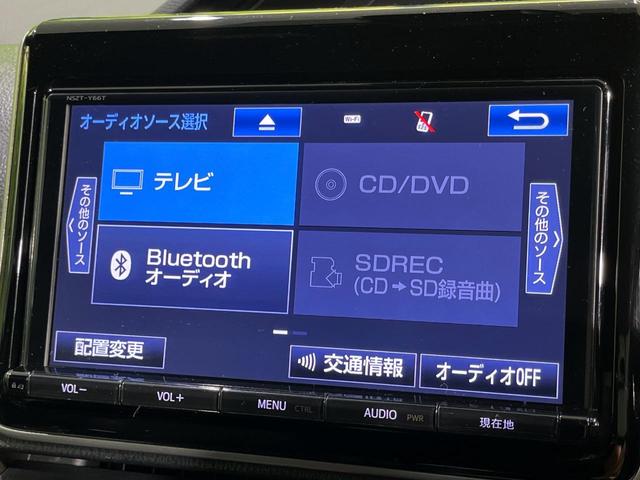 NSZT-Y66T
オーディオソース選択
Wi-Fi
テレビ
CD/DVD
その他のソース
その他のソース
Bluetooth
オーディオ
SDREC
(CD➔SD録音曲)
配置変更
交通情報
オーディオOFF
VOL−
VOL+
MENU CTRL
AUDIO PWR
現在地